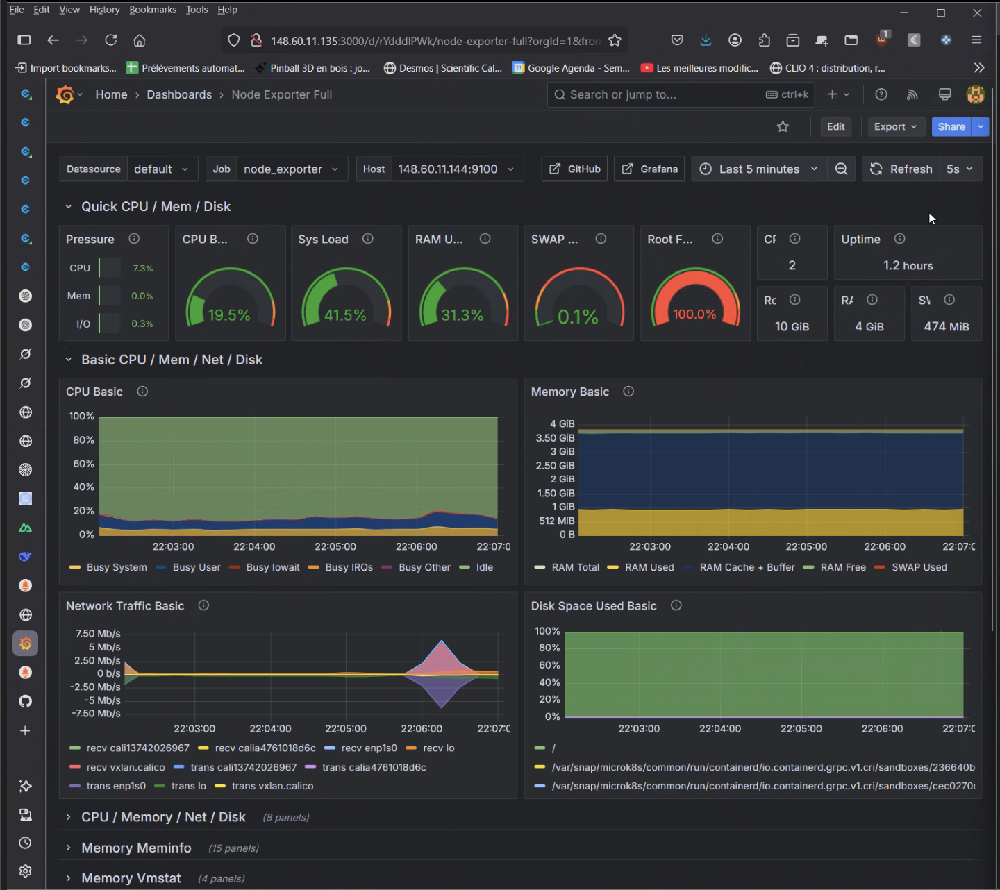 File Edit View History Bookmarks Tools Help
148.60.11.135:3000/d/rYdddlPWk/node-exporter-full?orgId=1&fron
1
€
Import bookmarks... Prélèvements automat... Pinball 3D en bois : jo... Desmos | Scientific Cal... 31 Google Agenda - Sem... Les meilleures modific... CLIO 4 : distribution, r...
Home › Dashboards › Node Exporter Full
Search or jump to... ctrl+k
Edit Export Share
Datasource default Job node_exporter Host 148.60.11.144:9100 GitHub Grafana Last 5 minutes Refresh 5s
Quick CPU / Mem / Disk
Pressure
CPU 7.3%
Mem 0.0%
I/O 0.3%
CPU B...
19.5%
Sys Load
41.5%
RAM U...
31.3%
SWAP ...
0.1%
Root F...
100.0%
2
Uptime
1.2 hours
10 GiB
4 GiB
474 MiB
Basic CPU / Mem / Net / Disk
CPU Basic
100%
80%
60%
40%
20%
0%
22:03:00 22:04:00 22:05:00 22:06:00 22:07:0
Busy System Busy User Busy Iowait Busy IRQs Busy Other Idle
Memory Basic
4 GiB
3.50 GiB
3 GiB
2.50 GiB
2 GiB
1.50 GiB
1 GiB
512 MiB
0 B
22:03:00 22:04:00 22:05:00 22:06:00 22:07:0
RAM Total RAM Used RAM Cache + Buffer RAM Free SWAP Used
Network Traffic Basic
7.50 Mb/s
5 Mb/s
2.50 Mb/s
0 b/s
-2.50 Mb/s
-5 Mb/s
-7.50 Mb/s
22:03:00 22:04:00 22:05:00 22:06:00 22:07:0
recv cali13742026967 recv calia4761018d6c recv enp1s0 recv lo
recv vxlan.calico trans cali13742026967 trans calia4761018d6c
trans enp1s0 trans lo trans vxlan.calico
Disk Space Used Basic
100%
80%
60%
40%
20%
0%
22:03:00 22:04:00 22:05:00 22:06:00 22:07:0
/
/var/snap/microk8s/common/run/containerd/io.containerd.grpc.v1.cri/sandboxes/236640b
/var/snap/microk8s/common/run/containerd/io.containerd.grpc.v1.cri/sandboxes/cec0270
CPU / Memory / Net / Disk (8 panels)
Memory Meminfo (15 panels)
Memory Vmstat (4 panels)